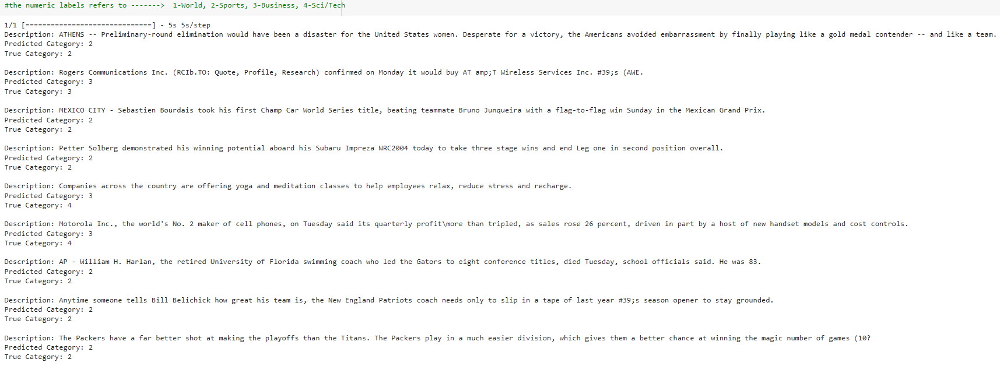 #the numeric labels refers to ------->  1-World, 2-Sports, 3-Business, 4-Sci/Tech
1/1 [==============================] - 5s 5s/step
Description: ATHENS -- Preliminary-round elimination would have been a disaster for the United States women. Desperate for a victory, the Americans avoided embarrassment by finally playing like a gold medal contender -- and like a team.
Predicted Category: 2
True Category: 2
Description: Rogers Communications Inc. (RCIb.TO: Quote, Profile, Research) confirmed on Monday it would buy AT amp;T Wireless Services Inc. #39;s (AWE.
Predicted Category: 3
True Category: 3
Description: MEXICO CITY - Sebastien Bourdais took his first Champ Car World Series title, beating teammate Bruno Junqueira with a flag-to-flag win Sunday in the Mexican Grand Prix.
Predicted Category: 2
True Category: 2
Description: Petter Solberg demonstrated his winning potential aboard his Subaru Impreza WRC2004 today to take three stage wins and end Leg one in second position overall.
Predicted Category: 2
True Category: 2
Description: Companies across the country are offering yoga and meditation classes to help employees relax, reduce stress and recharge.
Predicted Category: 3
True Category: 4
Description: Motorola Inc., the world's No. 2 maker of cell phones, on Tuesday said its quarterly profit\more than tripled, as sales rose 26 percent, driven in part by a host of new handset models and cost controls.
Predicted Category: 3
True Category: 4
Description: AP - William H. Harlan, the retired University of Florida swimming coach who led the Gators to eight conference titles, died Tuesday, school officials said. He was 83.
Predicted Category: 2
True Category: 2
Description: Anytime someone tells Bill Belichick how great his team is, the New England Patriots coach needs only to slip in a tape of last year #39;s season opener to stay grounded.
Predicted Category: 2
True Category: 2
Description: The Packers have a far better shot at making the playoffs than the Titans. The Packers play in a much easier division, which gives them a better chance at winning the magic number of games (10?
Predicted Category: 2
True Category: 2